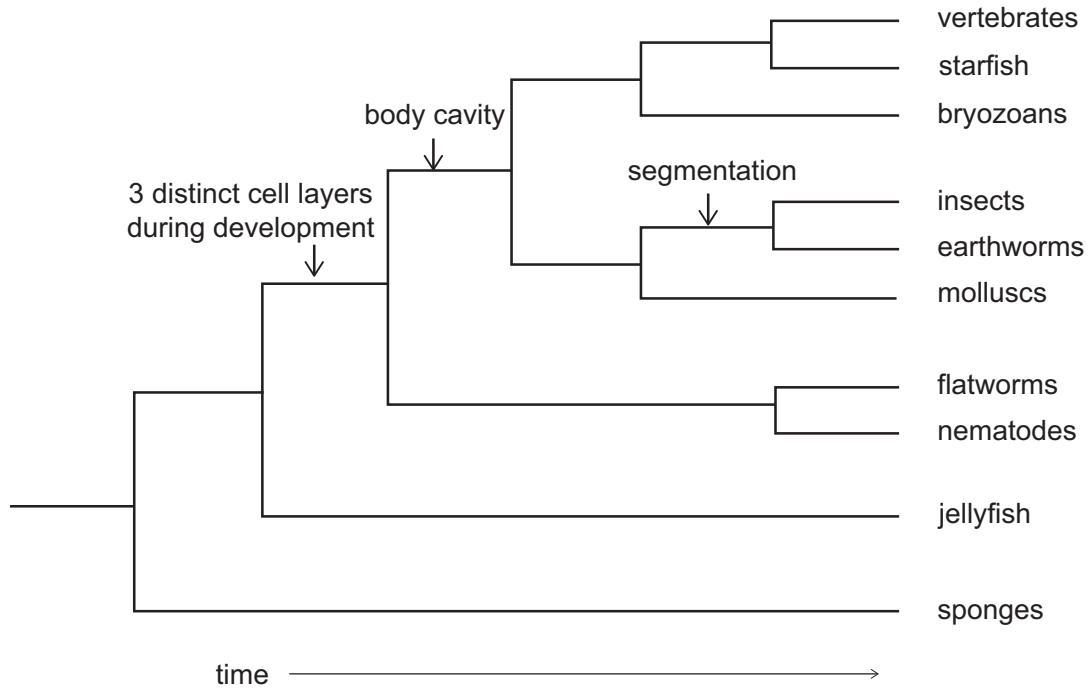 vertebrates
starfish
bryozoans
body cavity
segmentation
3 distinct cell layers
during development
insects
earthworms
molluscs
flatworms
nematodes
jellyfish
sponges
time